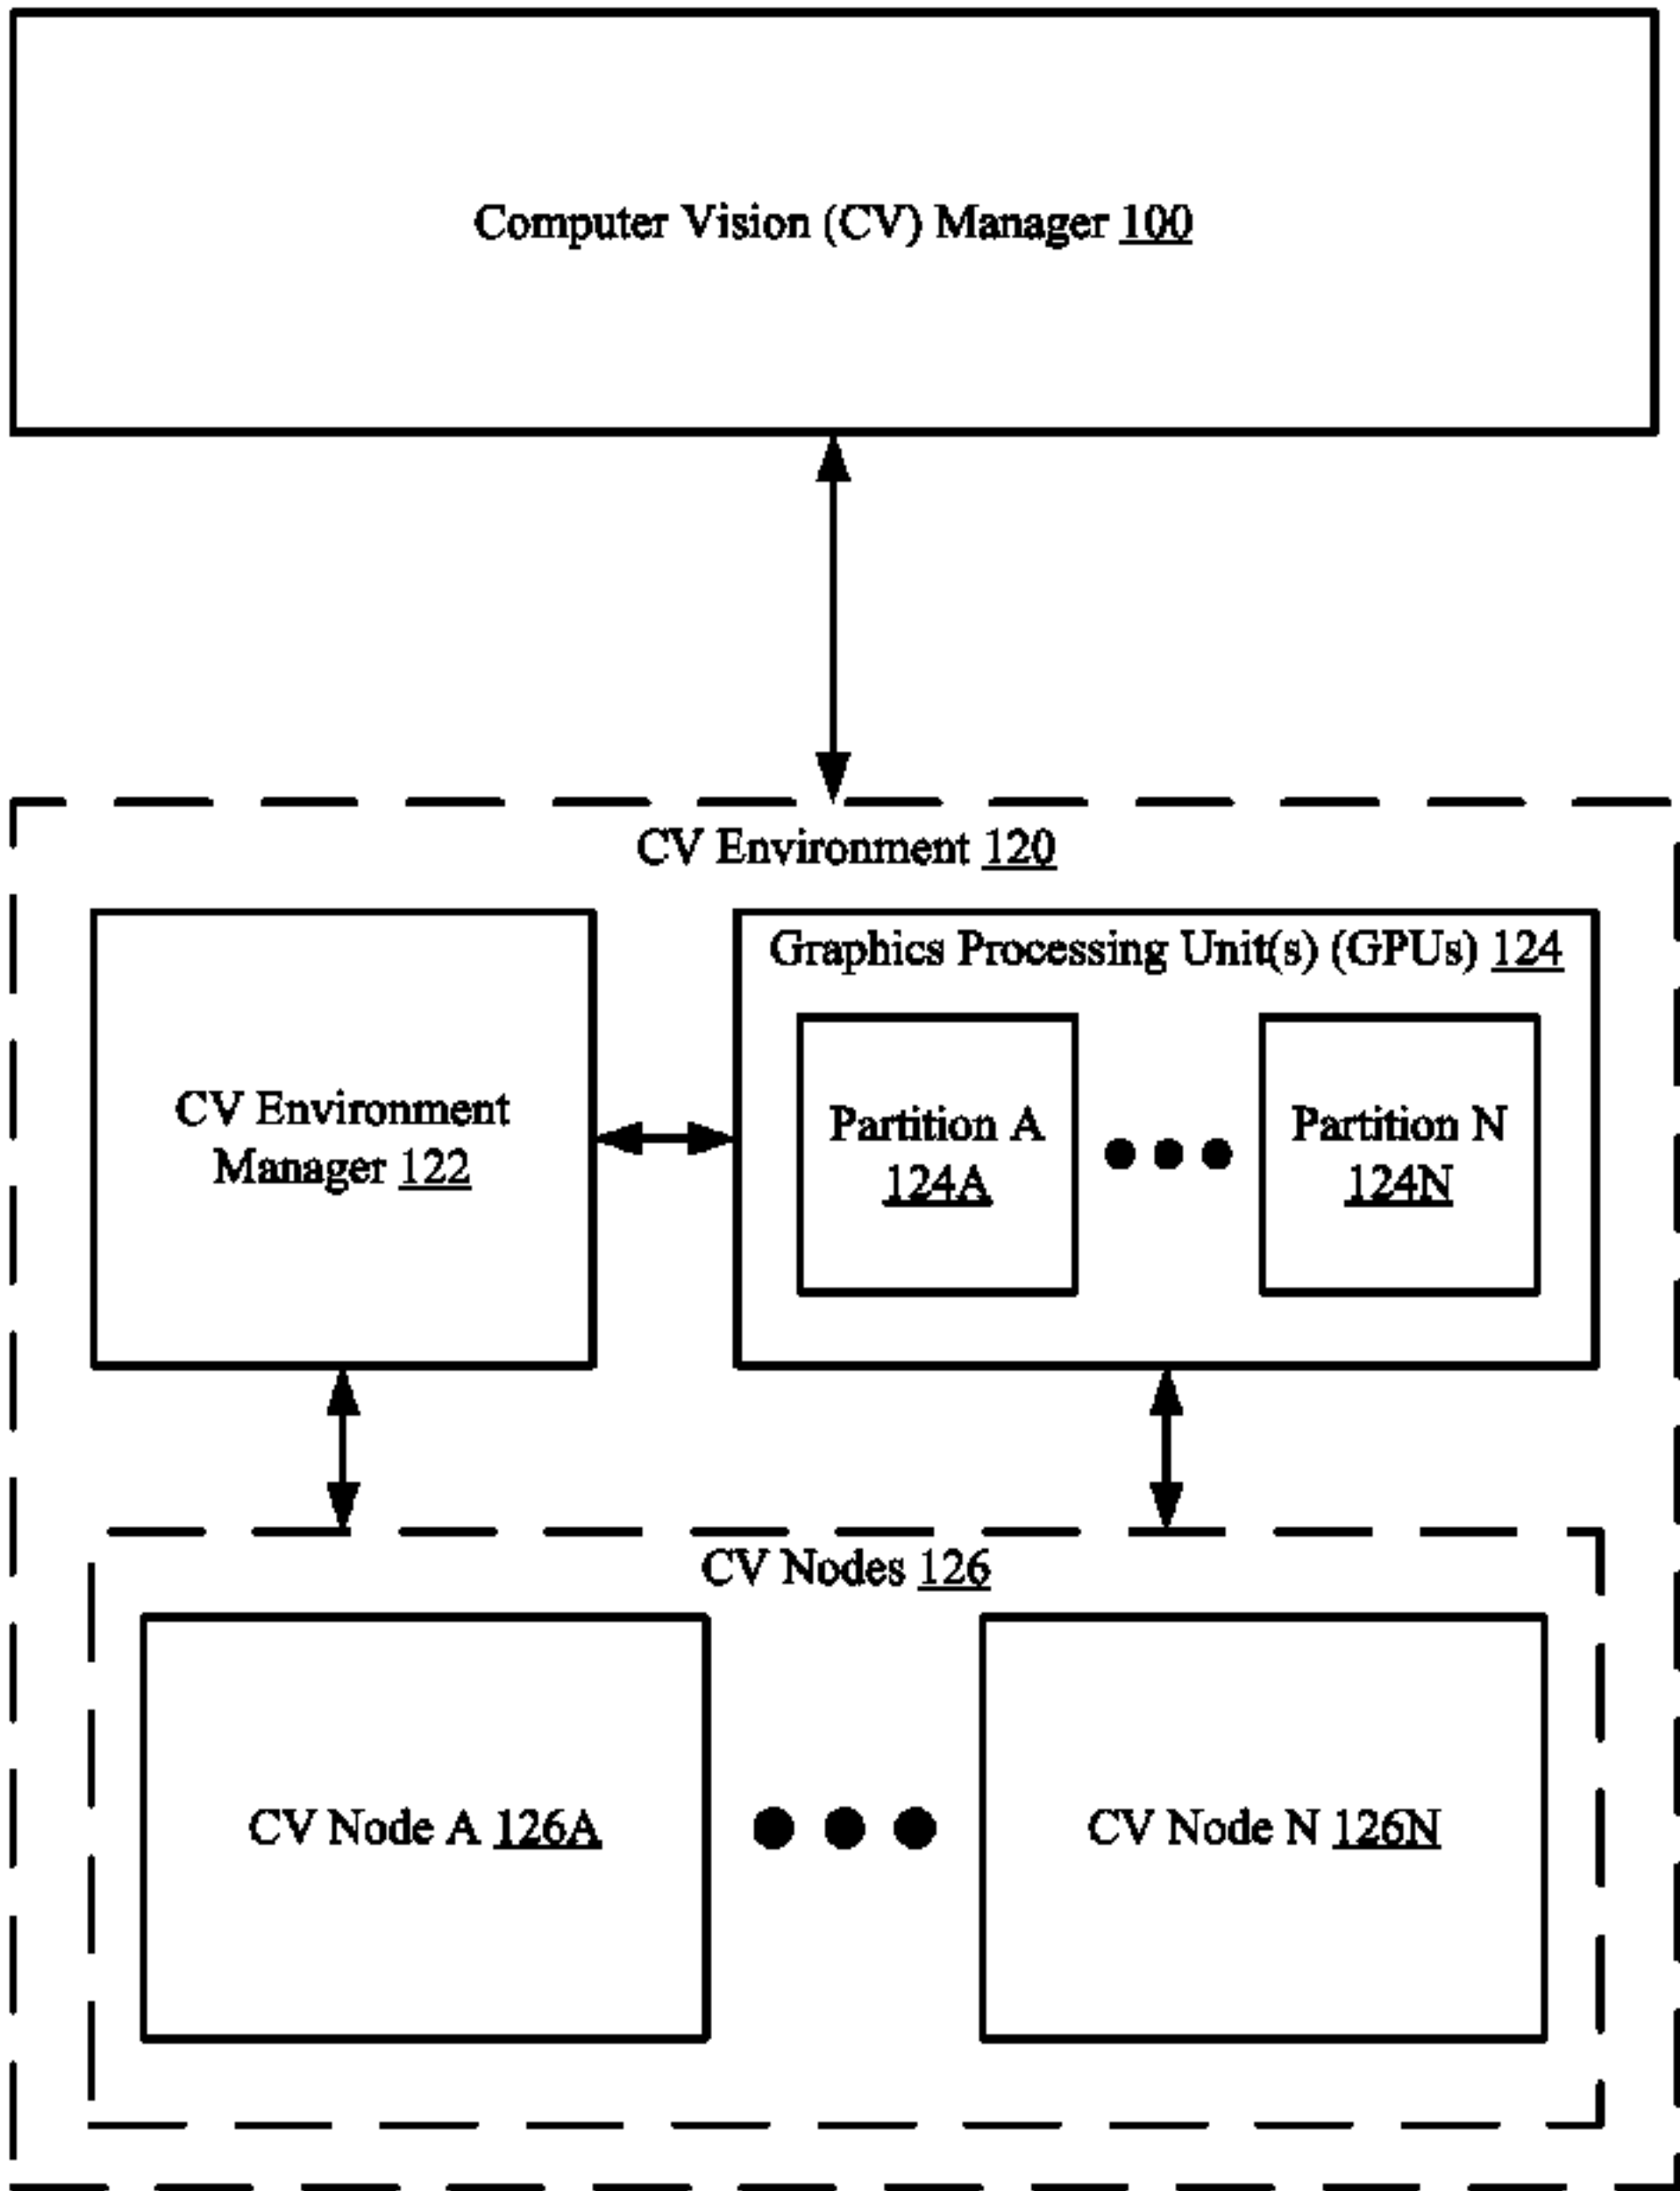 Computer Vision (CV) Manager 100
CV Environment 120
CV Environment
Manager 122
Graphics Processing Unit(s) (GPUs) 124
Partition A
124A
Partition N
124N
CV Nodes 126
CV Node A 126A
CV Node N 126N